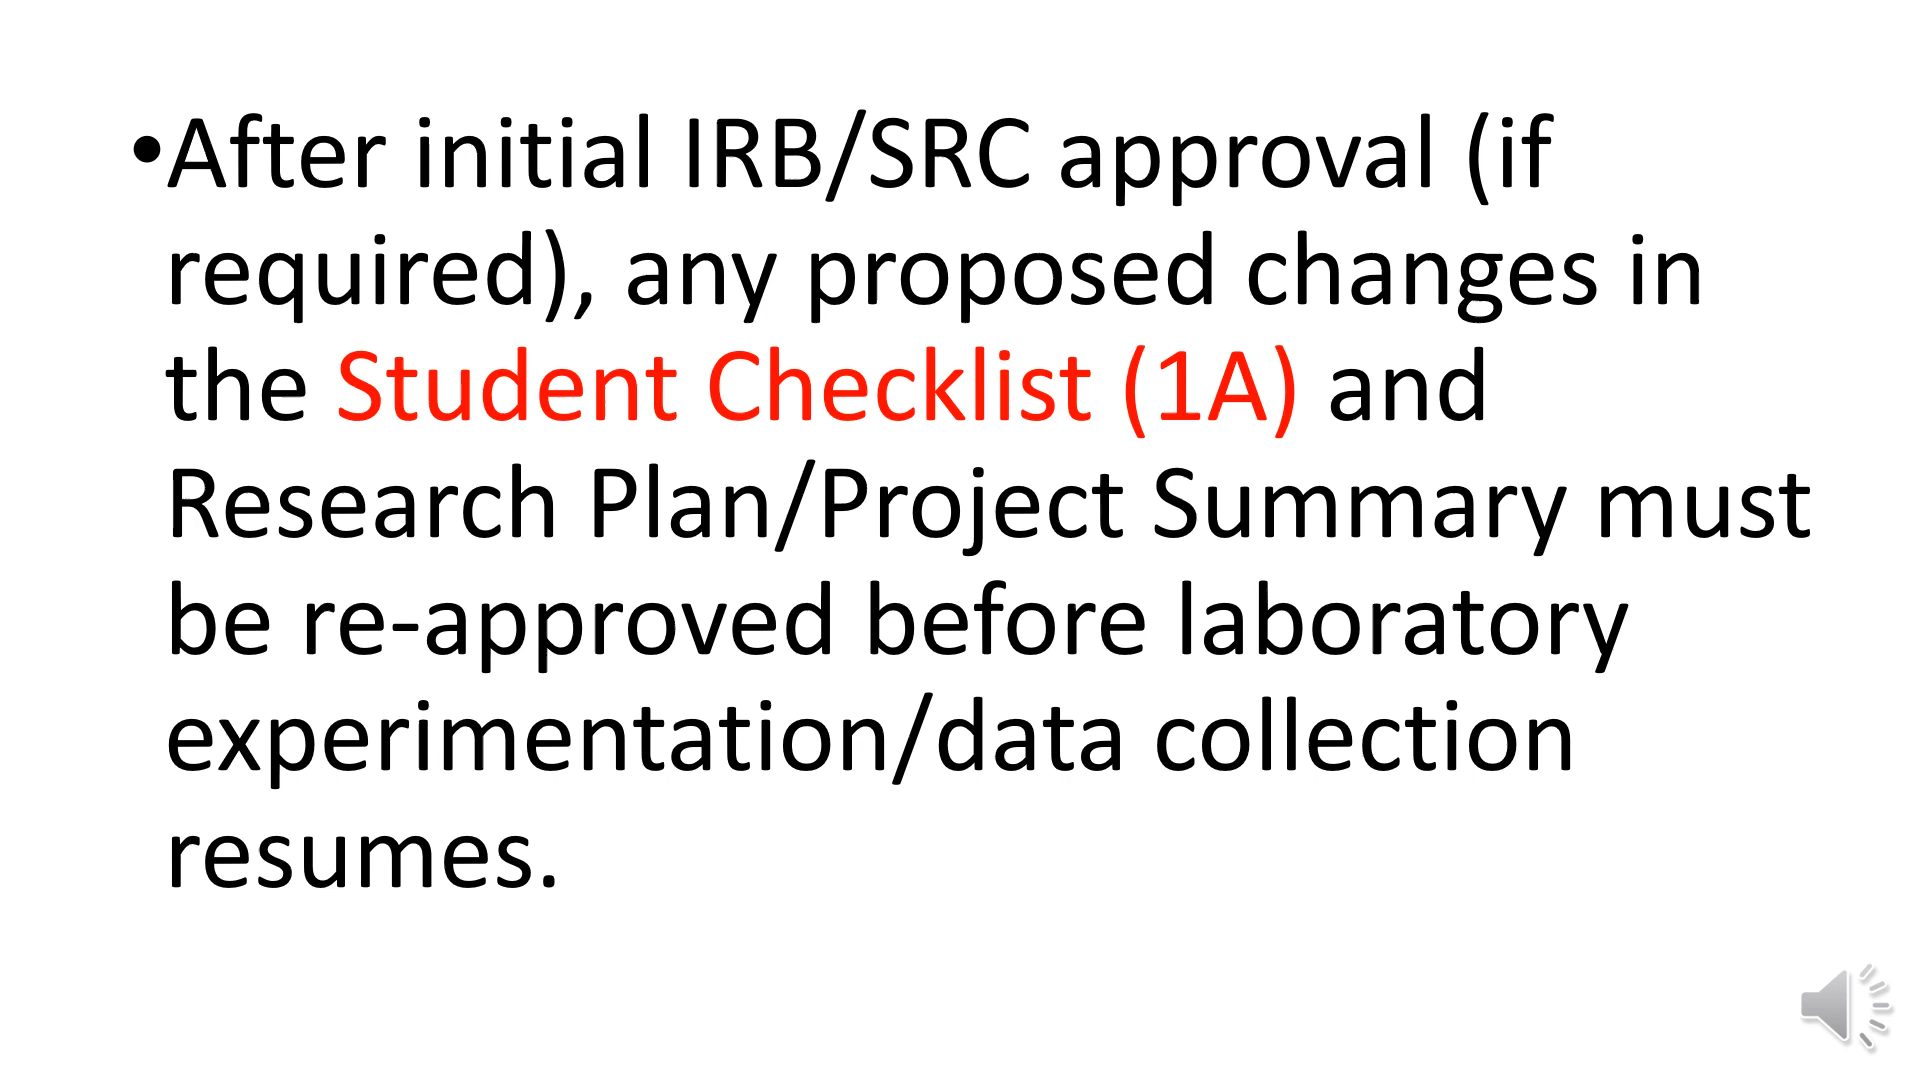 •After initial IRB/SRC approval (if
required), any proposed changes in
the Student Checklist (1A) and
Research Plan/Project Summary must
be re-approved before laboratory
experimentation/data collection
resumes.